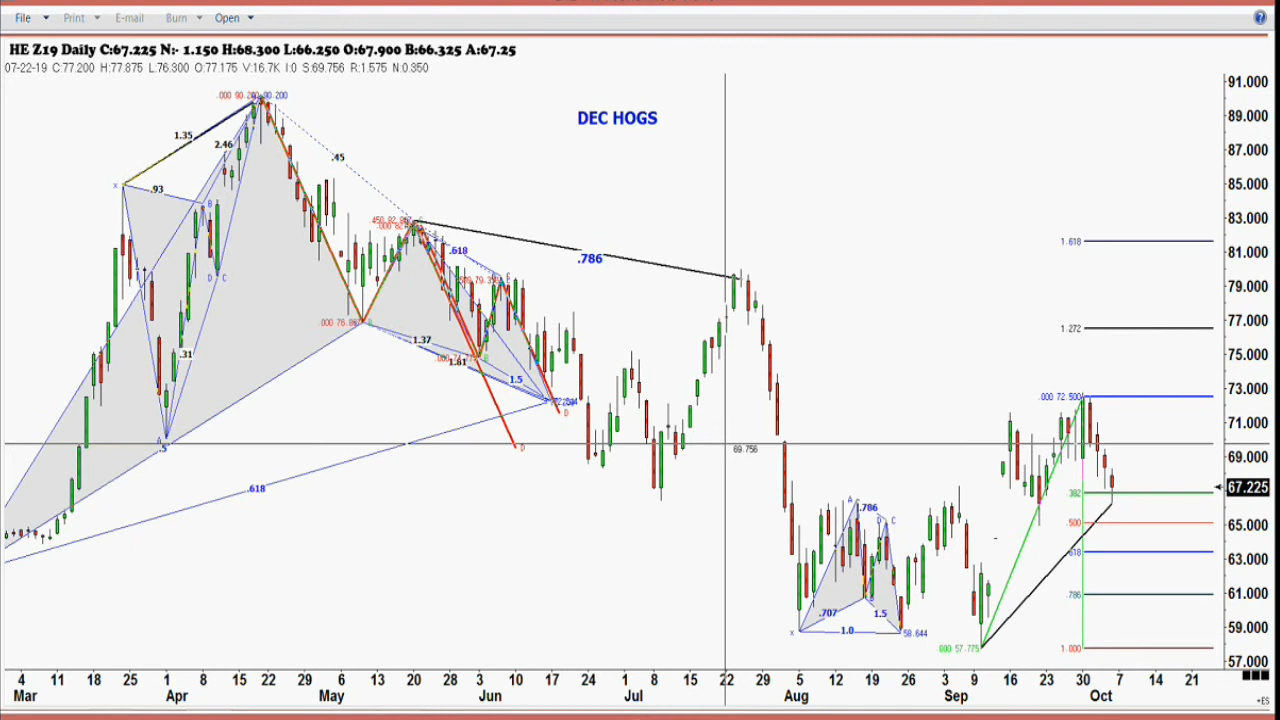 File Print E-mail Burn Open
HE Z19 Daily C:67.225 N:- 1.150 H:68.300 L:66.250 O:67.900 B:66.325 A:67.25
07-22-19 C:77.200 H:77.875 L:76.300 O:77.175 V:16.7K I:0 S:69.756 R:1.575 N:0.350
DEC HOGS
91.000
89.000
87.000
85.000
83.000
81.000
79.000
77.000
75.000
73.000
71.000
69.000
67.225
65.000
63.000
61.000
59.000
57.000
.000 90.200
1.35
2.46
.93
X
B
D C
.31
A
.5
.45
.618
.786
.000 76.
1.37
1.61
1.5
D
D
.618
69.756
1.618
1.272
.000 72.500
.382
.500
.618
.786
1.000
A
.786
D C
.707
1.5
X
1.0
58.644
.000 57.775
4 11 18 25 1 8 15 22 29 6 13 20 28 3 10 17 24 1 8 15 22 29 5 12 19 26 3 9 16 23 30 7 14 21
Mar Apr May Jun Jul Aug Sep Oct
+ES